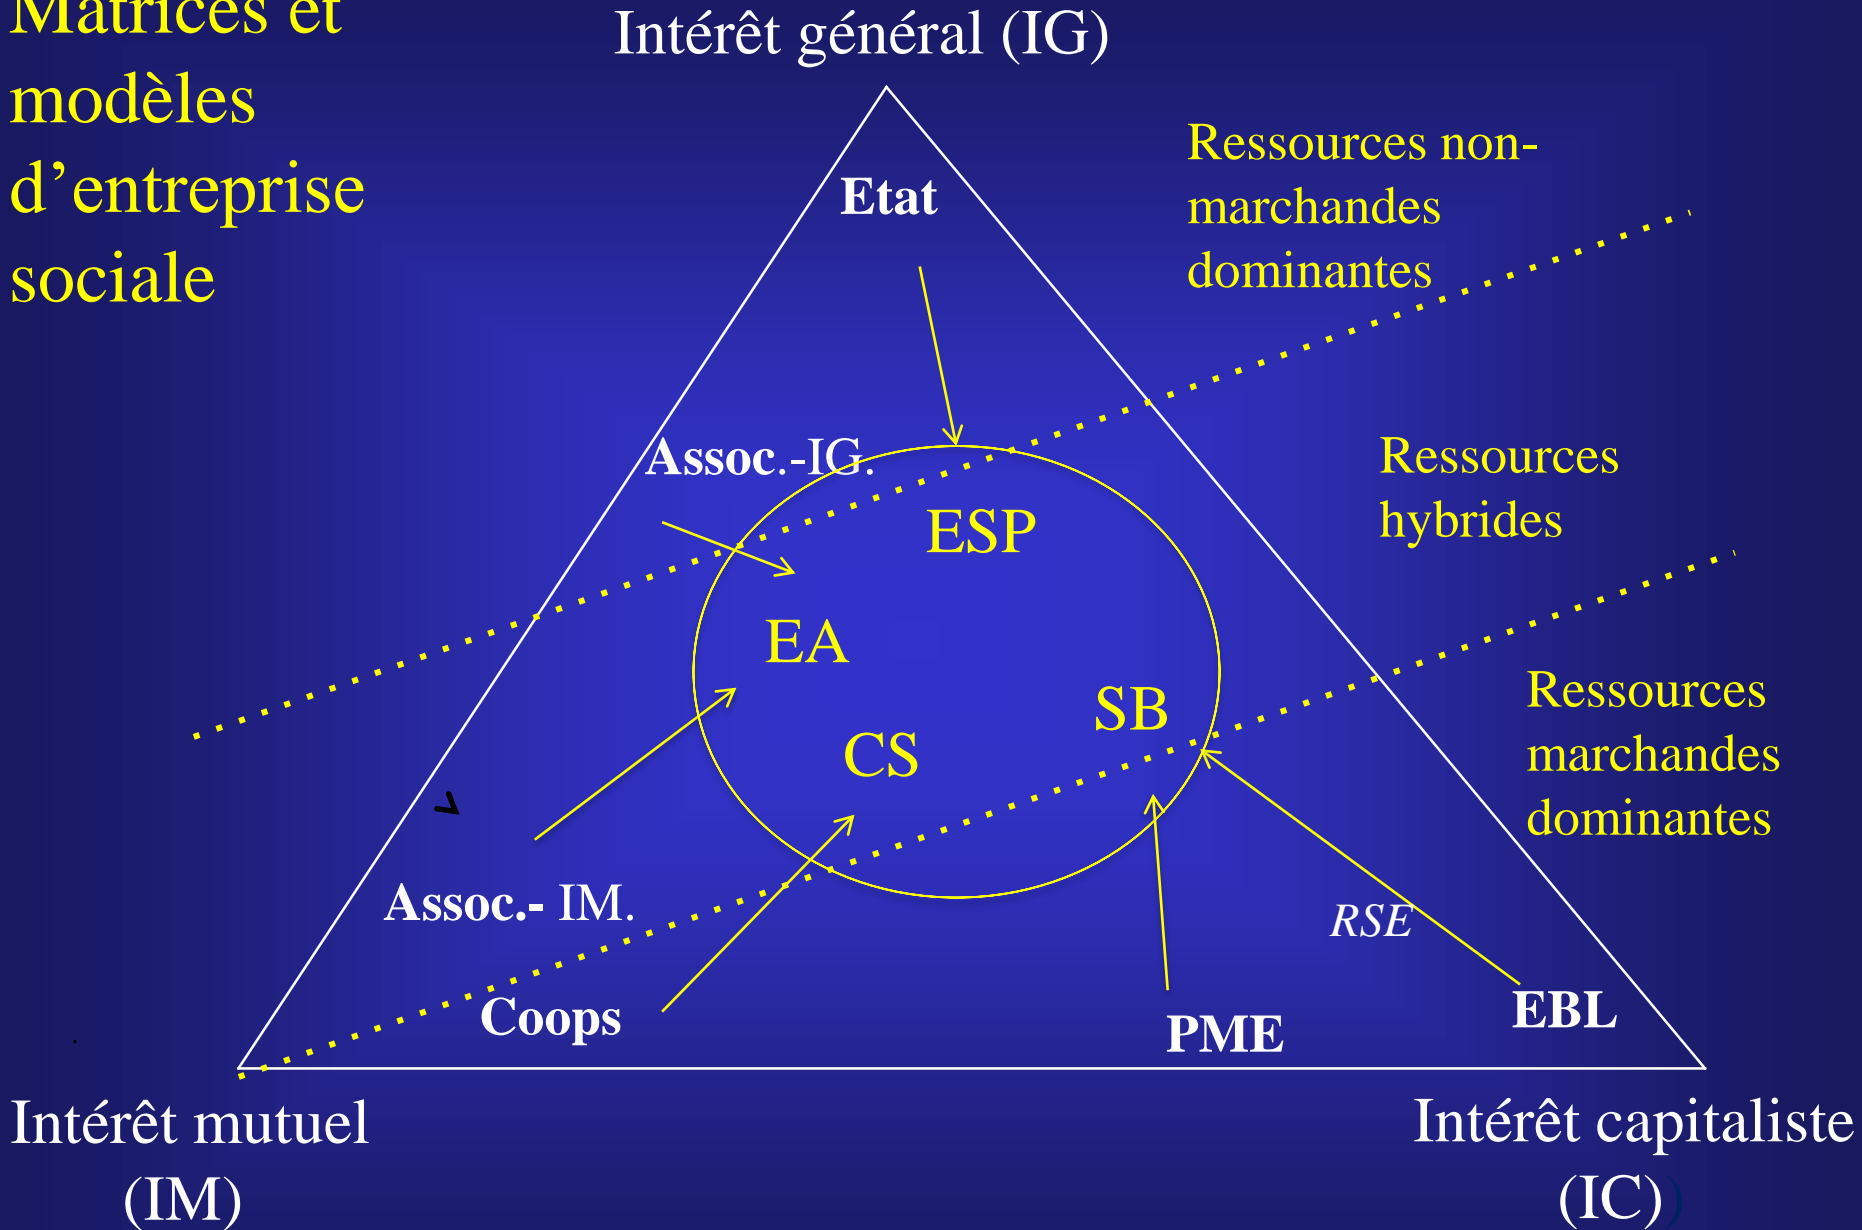 Matrices et
modèles
d’entreprise
sociale
Intérêt général (IG)
Ressources non-
marchandes
dominantes
Etat
Assoc.-IG.
Ressources
hybrides
ESP
EA
SB
CS
Ressources
marchandes
dominantes
Assoc.- IM.
RSE
Coops
PME
EBL
Intérêt mutuel
(IM)
Intérêt capitaliste
(IC))